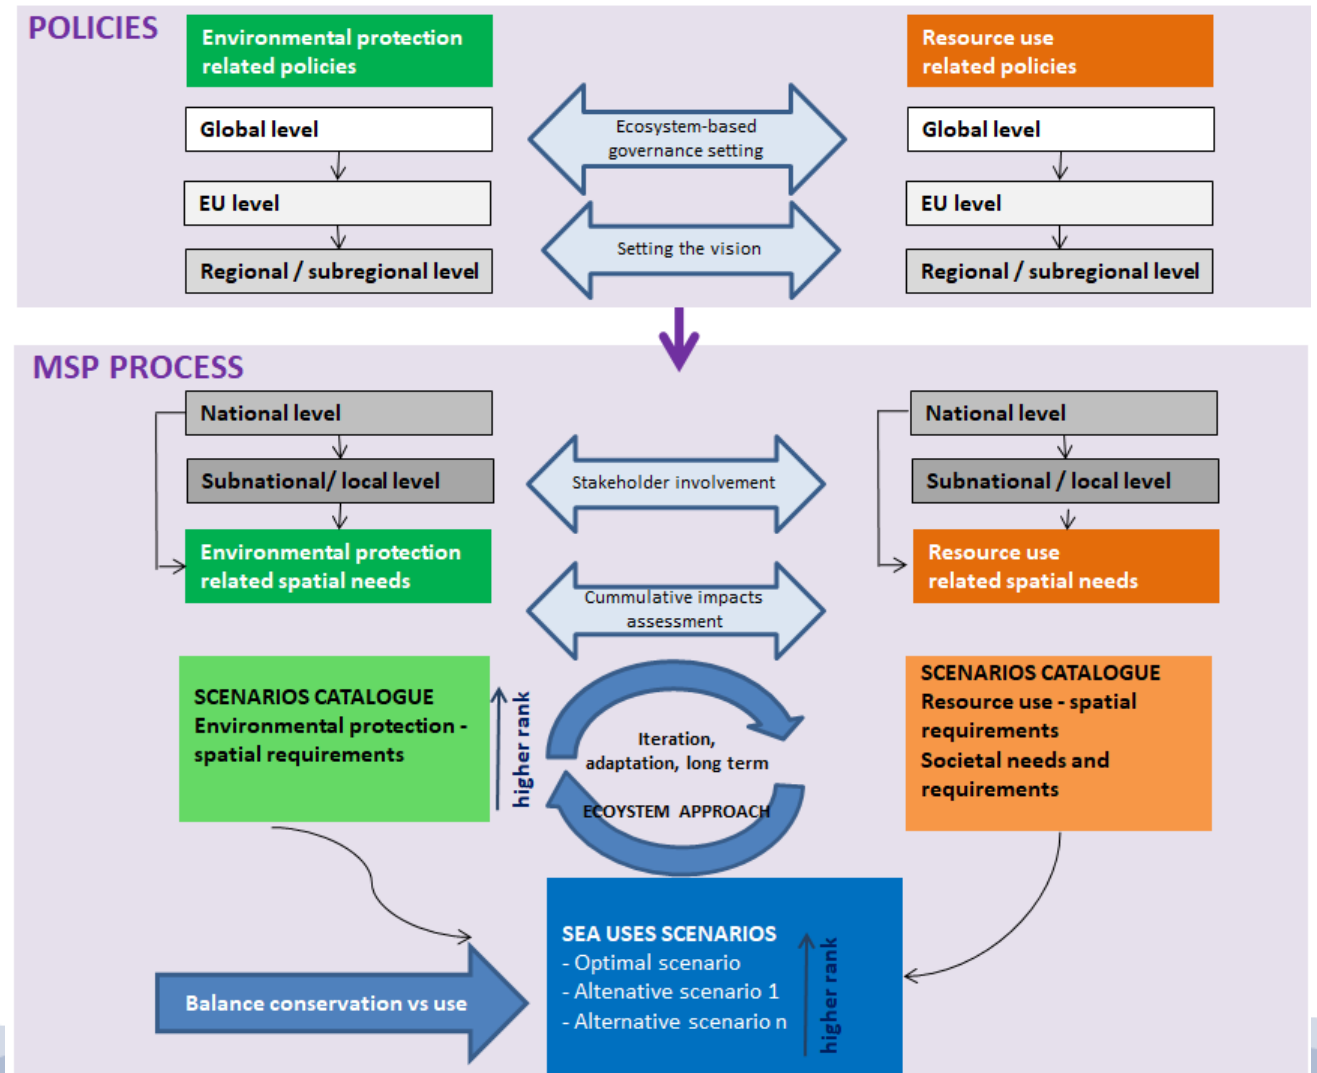 POLICIES
Environmental protection
related policies
Resource use
related policies
Global level
Ecosystem-based
governance setting
Global level
EU level
EU level
Setting the vision
Regional / subregional level
Regional / subregional level
MSP PROCESS
National level
National level
Subnational/ local level
Stakeholder involvement
Subnational / local level
Environmental protection
related spatial needs
Resource use
related spatial needs
Cummulative impacts
assessment
SCENARIOS CATALOGUE
Environmental protection -
spatial requirements
higher rank
Iteration,
adaptation, long term
ECOYSTEM APPROACH
SCENARIOS CATALOGUE
Resource use - spatial
requirements
Societal needs and
requirements
Balance conservation vs use
SEA USES SCENARIOS
- Optimal scenario
- Altenative scenario 1
- Alternative scenario n
higher rank